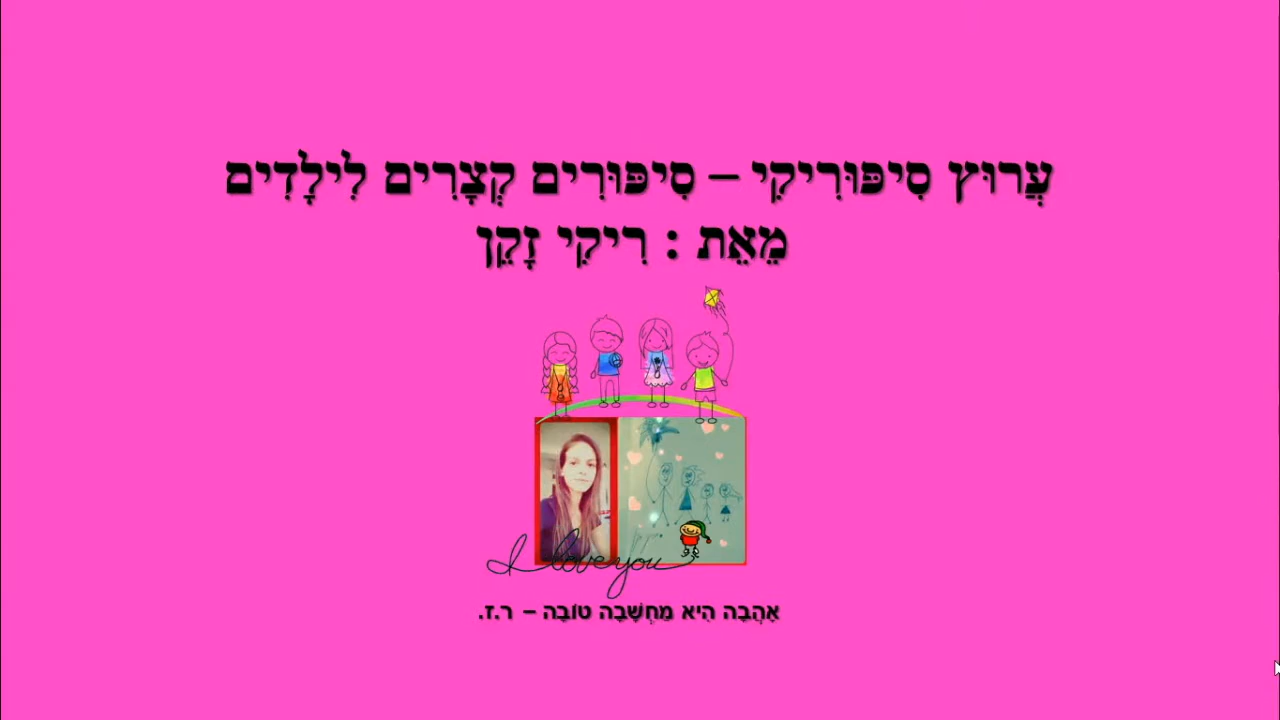 עֲרוּץ סִיפּוּרִיקִי – סִיפּוּרִים קְצָרִים לִילָדִים
מֵאֵת : רִיקִי זָקֵן
I love you
אַהֲבָה הִיא מַחְשָׁבָה טוֹבָה – ר.ז.